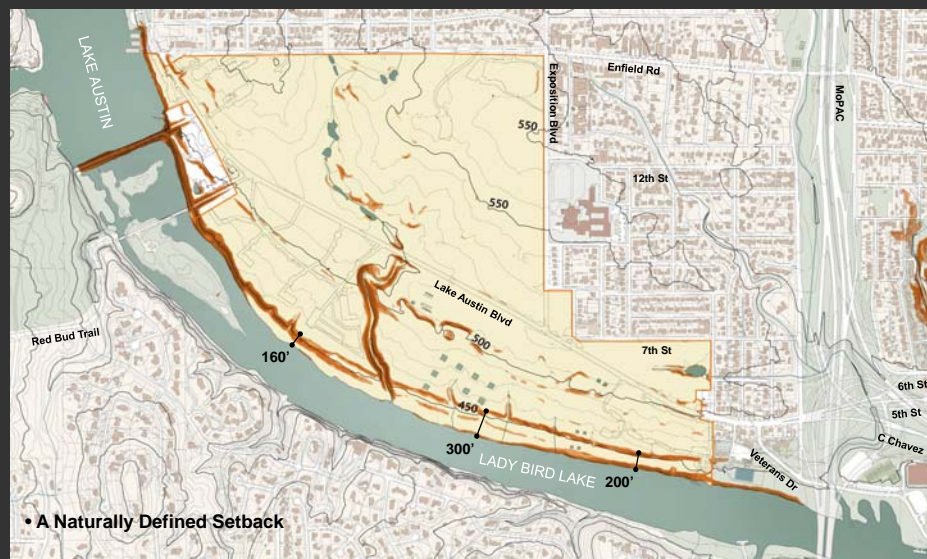 LAKE AUSTIN
Enfield Rd
Exposition Blvd
MoPAC
550
12th St
550
Lake Austin Blvd
Red Bud Trail
500
7th St
160'
6th St
450
5th St
C Chavez
300'
LADY BIRD LAKE
Veterans Dr
200'
• A Naturally Defined Setback